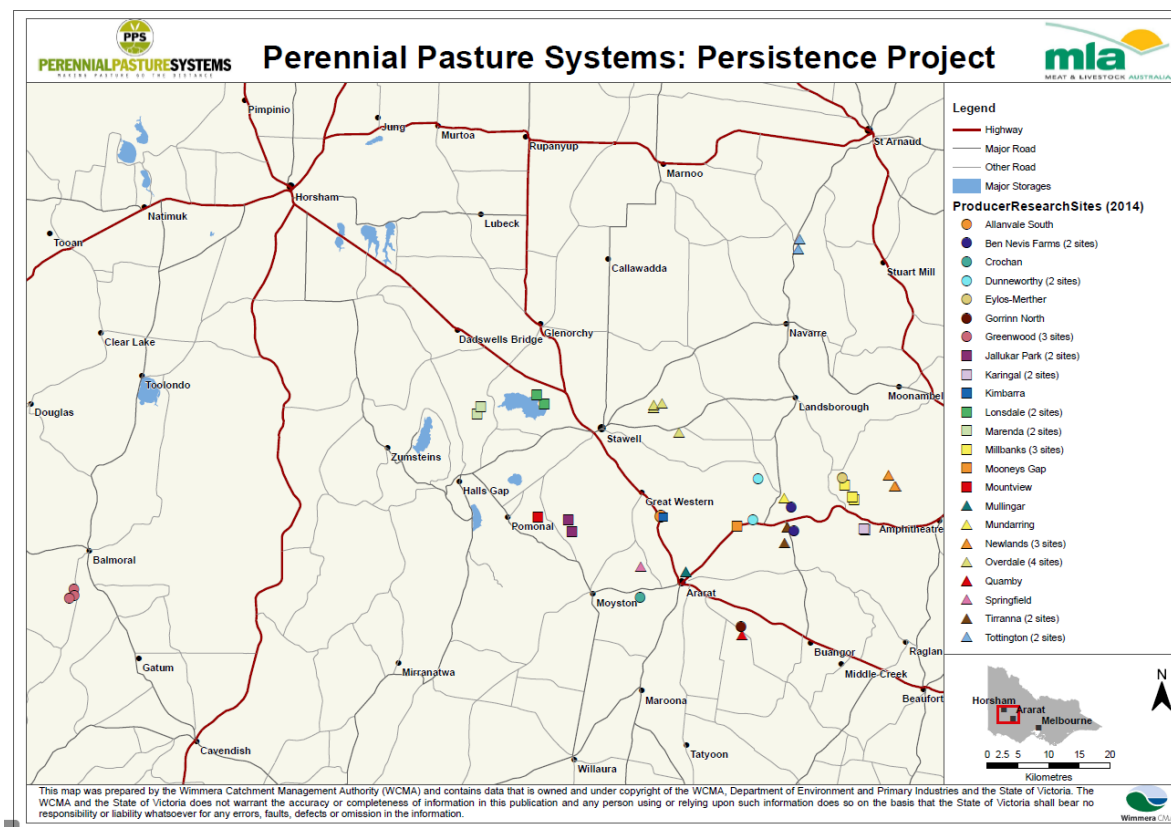 PPS
PERENNIALPASTURESYSTEMS
MAKING PASTURE GO THE DISTANCE
Perennial Pasture Systems: Persistence Project
mla
MEAT & LIVESTOCK AUSTRALIA
Pimpinio
Jung
Murtoa
Rupanyup
St Arnaud
Marnoo
Horsham
Natimuk
Lubeck
Tooan
Callawadda
Stuart Mill
Glenorchy
Navarre
Dadswells Bridge
Clear Lake
Toolondo
Moonambel
Douglas
Landsborough
Stawell
Zumsteins
Halls Gap
Great Western
Pomonal
Amphitheatre
Balmoral
Ararat
Moyston
Buangor
Raglan
Gatum
Mirranatwa
Middle Creek
Maroona
Beaufort
Cavendish
Tatyoon
Willaura
Legend
Highway
Major Road
Other Road
Major Storages
ProducerResearchSites (2014)
Allanvale South
Ben Nevis Farms (2 sites)
Crochan
Dunneworthy (2 sites)
Eylos-Merther
Gorrinn North
Greenwood (3 sites)
Jallukar Park (2 sites)
Karingal (2 sites)
Kimbarra
Lonsdale (2 sites)
Marenda (2 sites)
Millbanks (3 sites)
Mooneys Gap
Mountview
Mullingar
Mundarring
Newlands (3 sites)
Overdale (4 sites)
Quamby
Springfield
Tirranna (2 sites)
Tottington (2 sites)
Horsham
Ararat
Melbourne
N
0 2.5 5 10 15 20
Kilometres
This map was prepared by the Wimmera Catchment Management Authority (WCMA) and contains data that is owned and under copyright of the WCMA, Department of Environment and Primary Industries and the State of Victoria. The
WCMA and the State of Victoria does not warrant the accuracy or completeness of information in this publication and any person using or relying upon such information does so on the basis that the State of Victoria shall bear no
responsibility or liability whatsoever for any errors, faults, defects or omission in the information.
Wimmera CMA